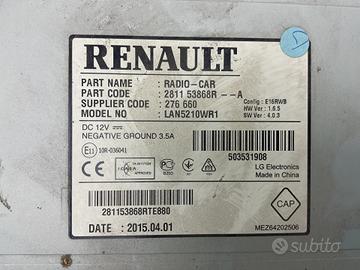 RENAULT
PART NAME : RADIO-CAR
PART CODE : 2811 53868R --A
SUPPLIER CODE : 276 660
MODEL NO : LAN5210WR1
Config : E16RWB
HW Ver : 1.6.5
SW Ver : 4.0.3
DC 12V
NEGATIVE GROUND 3.5A
E11 10R-036041
503531908
LG Electronics
Made in China
281153868RTE880
DATE : 2015.04.01
CAP
MEZ64202506
subito